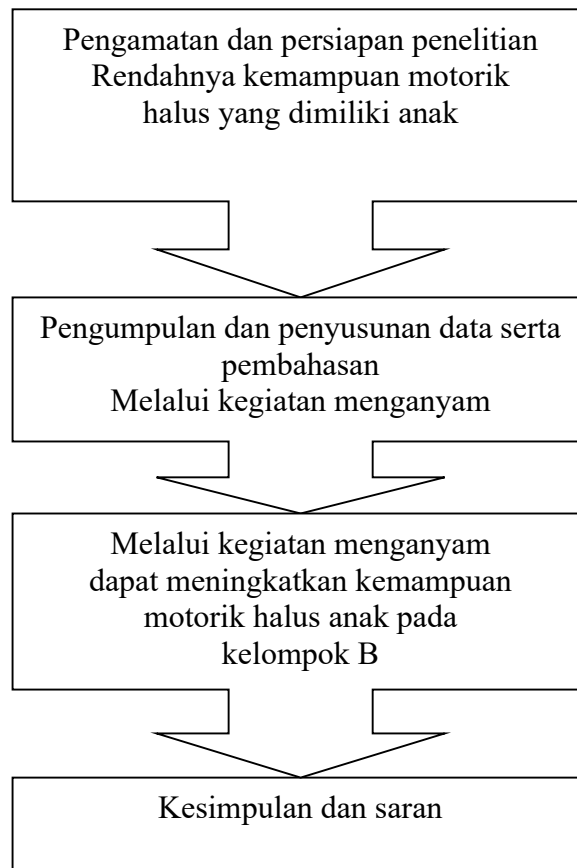 Pengamatan dan persiapan penelitian
Rendahnya kemampuan motorik
halus yang dimiliki anak
Pengumpulan dan penyusunan data serta
pembahasan
Melalui kegiatan menganyam
Melalui kegiatan menganyam
dapat meningkatkan kemampuan
motorik halus anak pada
kelompok B
Kesimpulan dan saran